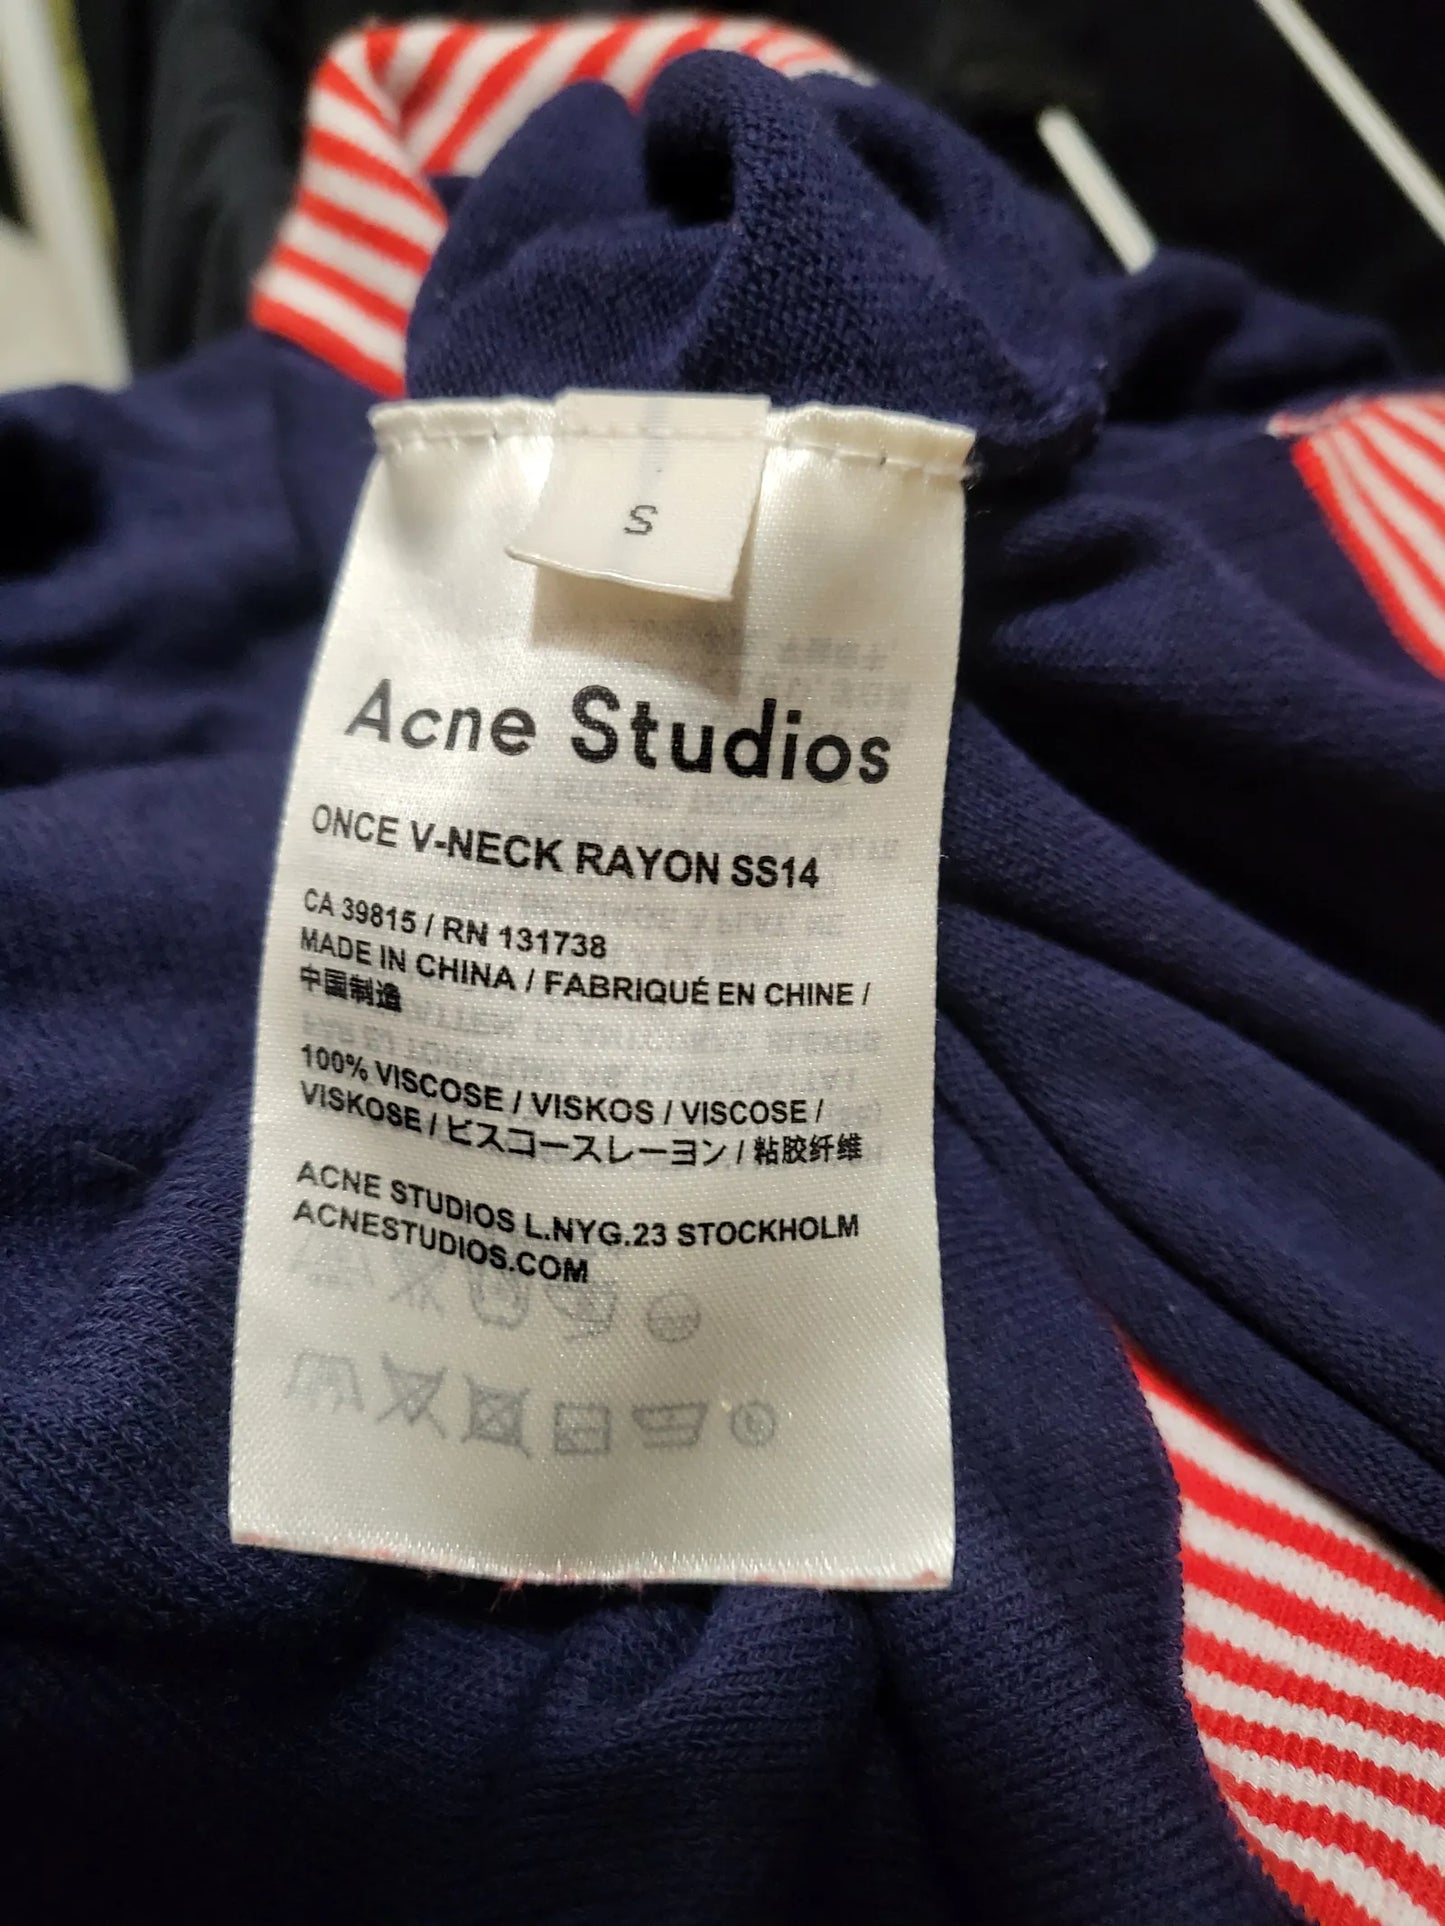 S
Acne Studios
ONCE V-NECK RAYON SS14
CA 39815 / RN 131738
MADE IN CHINA / FABRIQUÉ EN CHINE /
中国制造
100% VISCOSE / VISKOS / VISCOSE /
VISKOSE / ビスコースレーヨン / 粘胶纤维
ACNE STUDIOS L.NYG.23 STOCKHOLM
ACNESTUDIOS.COM